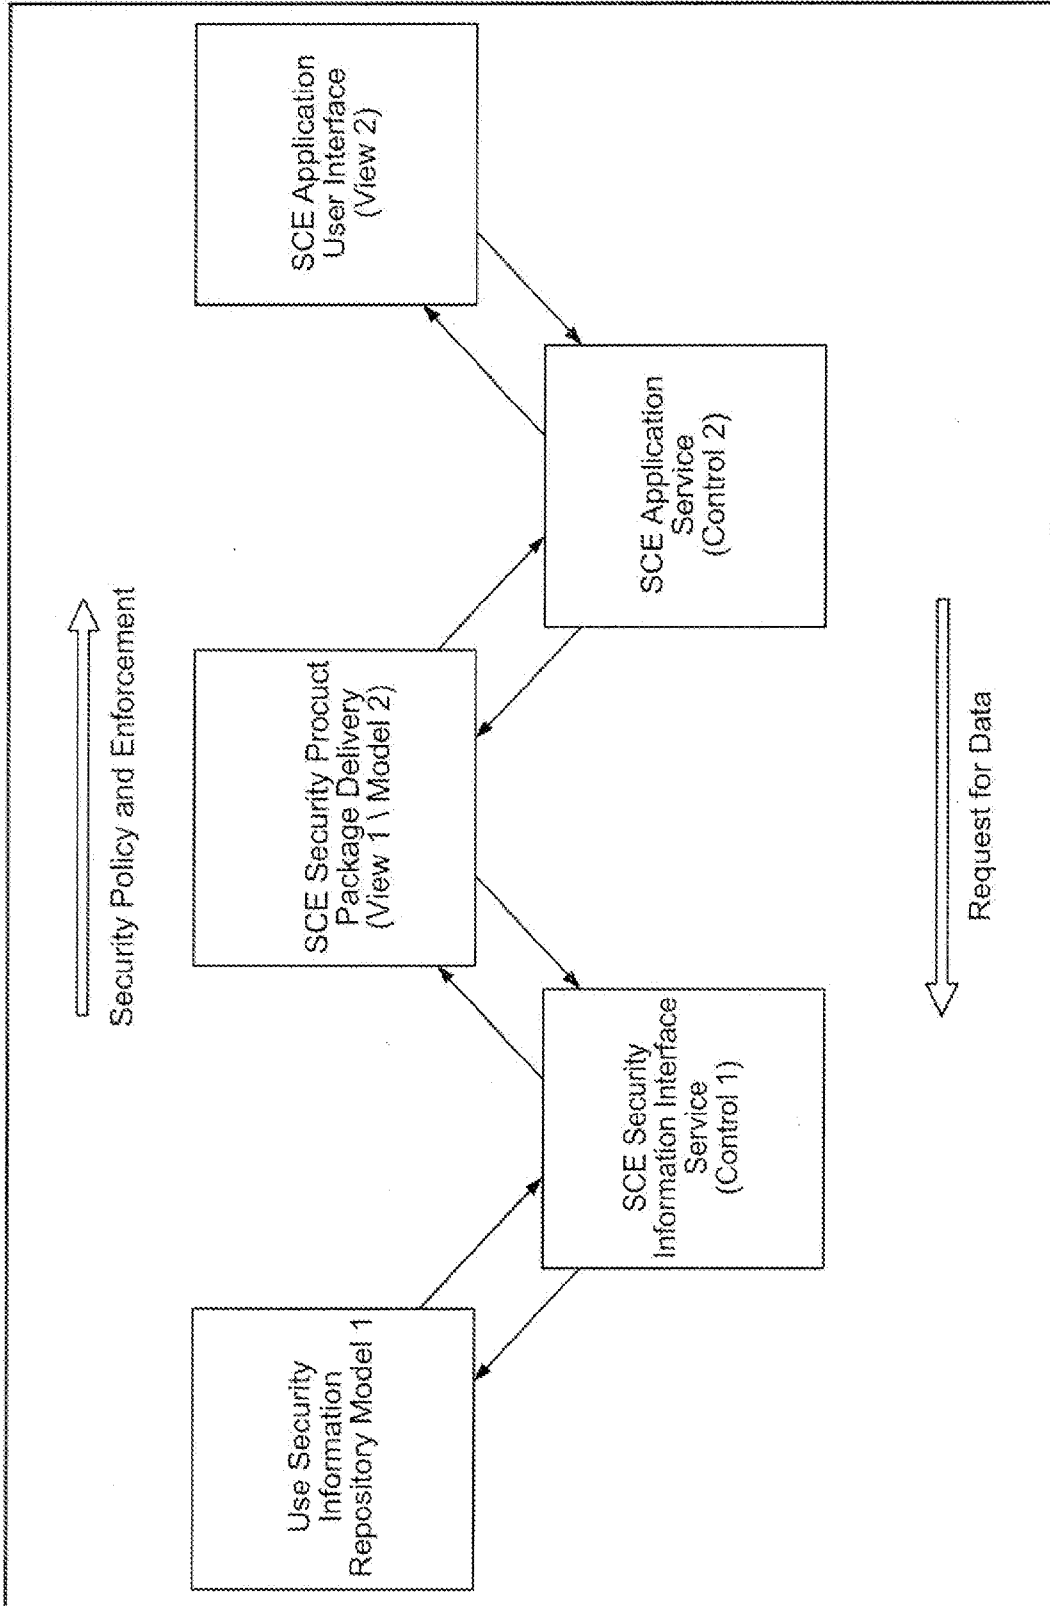 Security Policy and Enforcement
Use Security
Information
Repository Model 1
SCE Security Procuct
Package Delivery
(View 1 \ Model 2)
SCE Application
User Interface
(View 2)
SCE Security
Information Interface
Service
(Control 1)
SCE Application
Service
(Control 2)
Request for Data